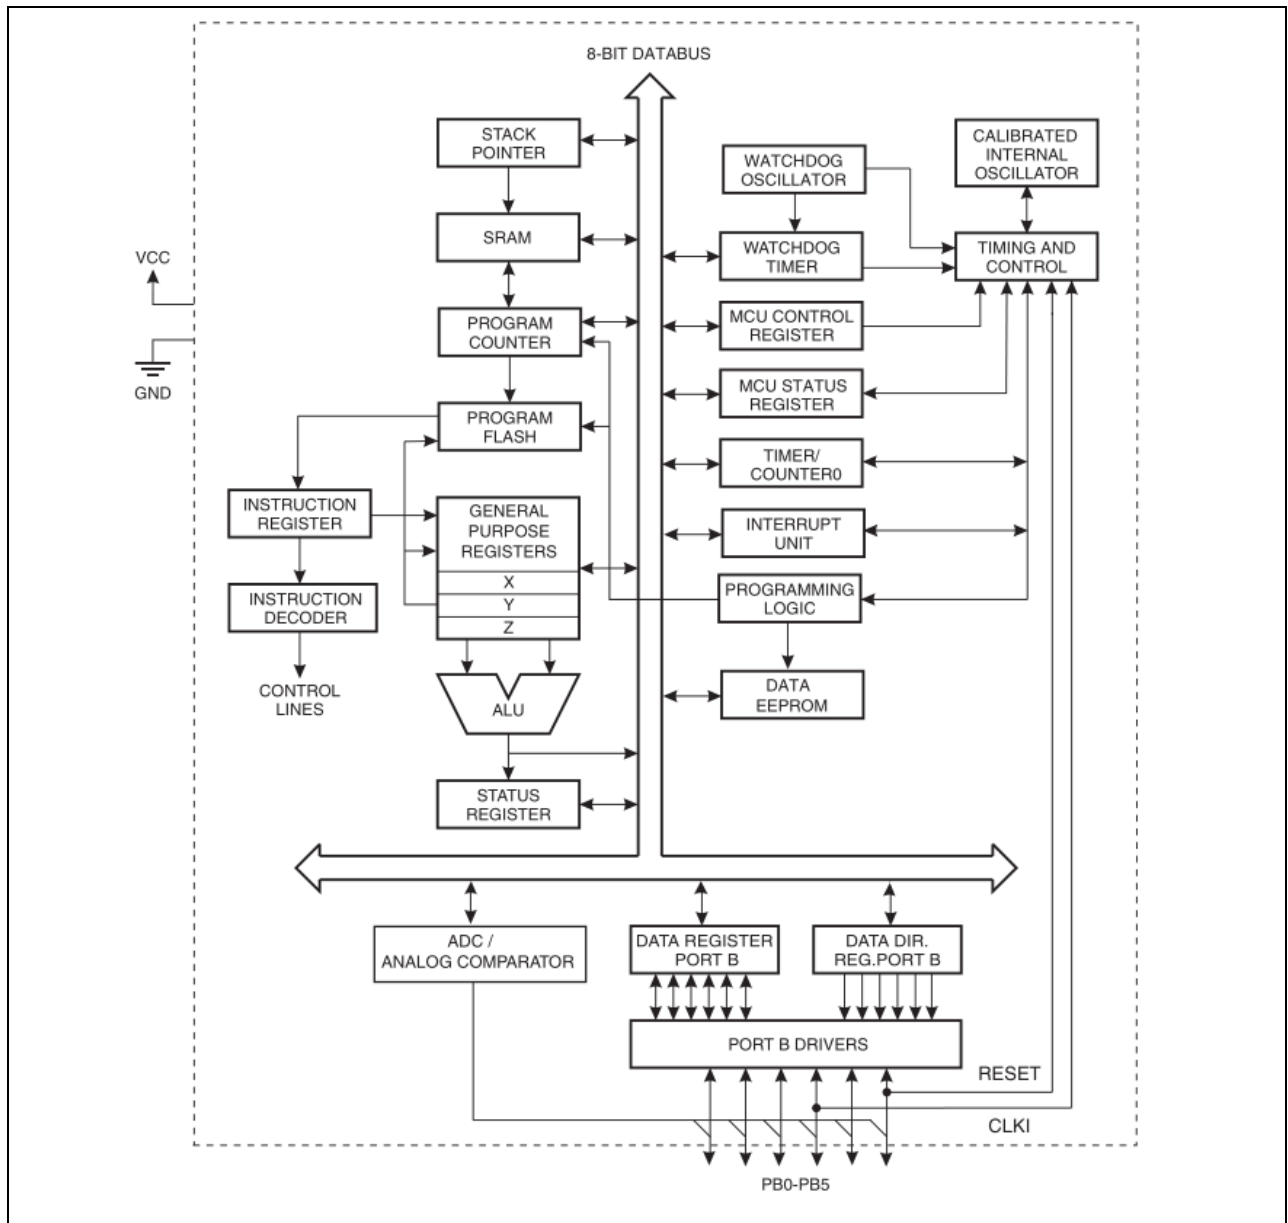 8-BIT DATABUS
STACK
POINTER
SRAM
PROGRAM
COUNTER
PROGRAM
FLASH
INSTRUCTION
REGISTER
INSTRUCTION
DECODER
CONTROL
LINES
GENERAL
PURPOSE
REGISTERS
X
Y
Z
ALU
STATUS
REGISTER
VCC
GND
WATCHDOG
OSCILLATOR
WATCHDOG
TIMER
MCU CONTROL
REGISTER
MCU STATUS
REGISTER
TIMER/
COUNTER0
INTERRUPT
UNIT
PROGRAMMING
LOGIC
DATA
EEPROM
CALIBRATED
INTERNAL
OSCILLATOR
TIMING AND
CONTROL
ADC /
ANALOG COMPARATOR
DATA REGISTER
PORT B
DATA DIR.
REG.PORT B
PORT B DRIVERS
RESET
CLKI
PB0-PB5